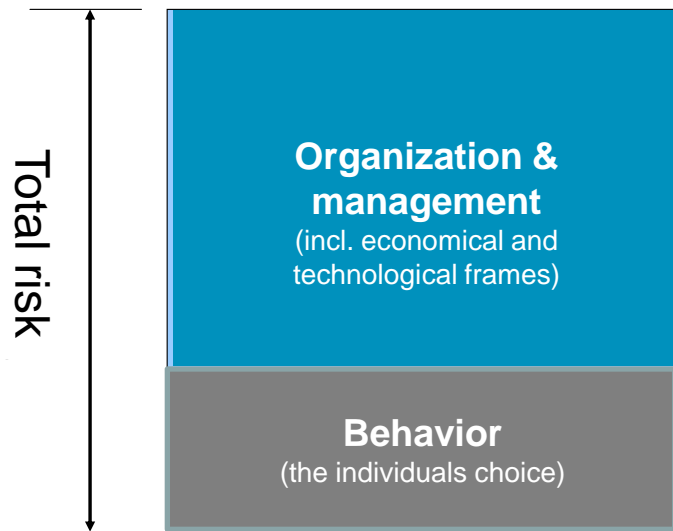 Total risk
Organization &
management
(incl. economical and
technological frames)
Behavior
(the individuals choice)